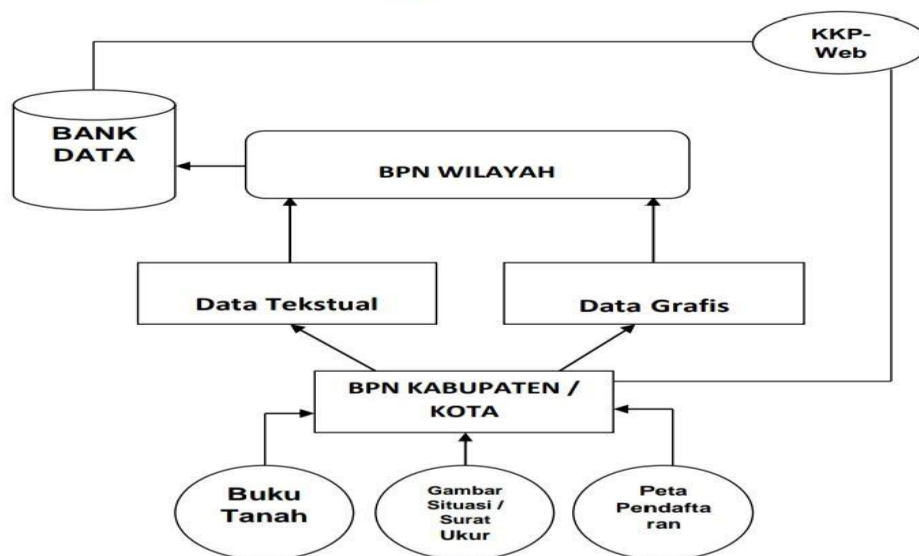 KKP-
Web
BANK
DATA
BPN WILAYAH
Data Tekstual
Data Grafis
BPN KABUPATEN /
KOTA
Buku
Tanah
Gambar
Situasi /
Surat
Ukur
Peta
Pendafta
ran